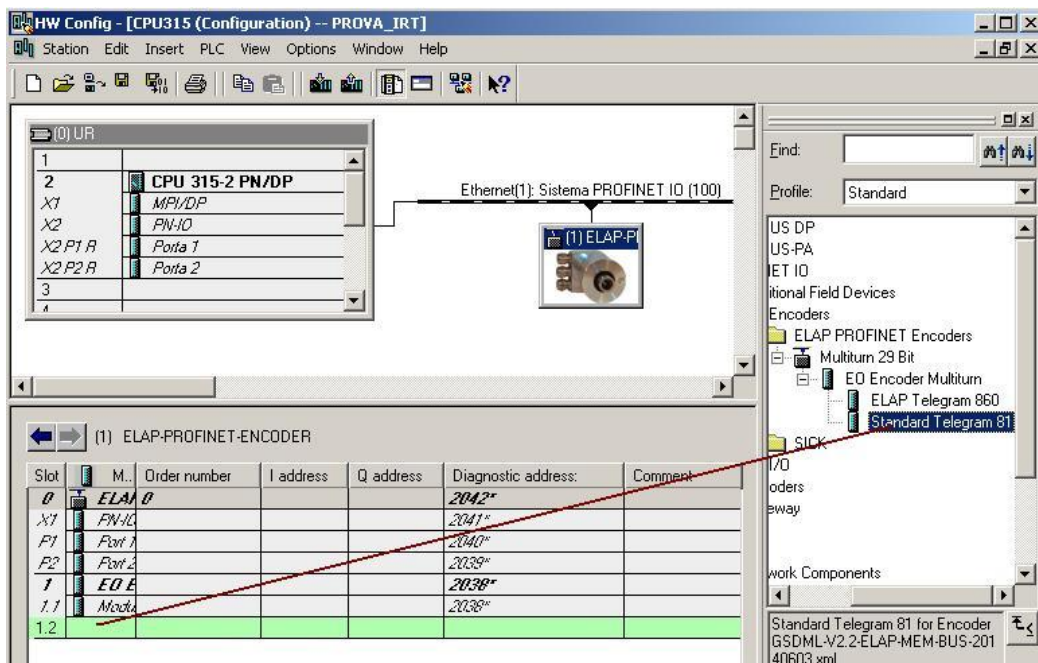 HW Config - [CPU315 (Configuration) -- PROVA_IRT]
Station Edit Insert PLC View Options Window Help
(0) UR
1
2 CPU 315-2 PN/DP
X1 MPI/DP
X2 PN-IO
X2 P1 R Porta 1
X2 P2 R Porta 2
3
4
Ethernet(1): Sistema PROFINET IO (100)
(1) ELAP-P
Find:
Profile: Standard
US DP
US-PA
IET IO
itional Field Devices
Encoders
ELAP PROFINET Encoders
Multiturn 29 Bit
EO Encoder Multiturn
ELAP Telegram 860
Standard Telegram 81
SICK
I/O
oders
eway
work Components
Standard Telegram 81 for Encoder
GSDML-V2.2-ELAP-MEM-BUS-201
40603.xml
(1) ELAP-PROFINET-ENCODER
Slot M.. Order number I address Q address Diagnostic address: Comment
0 ELAP 0 2042*
X1 PN-IO 2041*
P1 Port 1 2040*
P2 Port 2 2039*
1 EO E 2038*
1.1 Modu 2038*
1.2